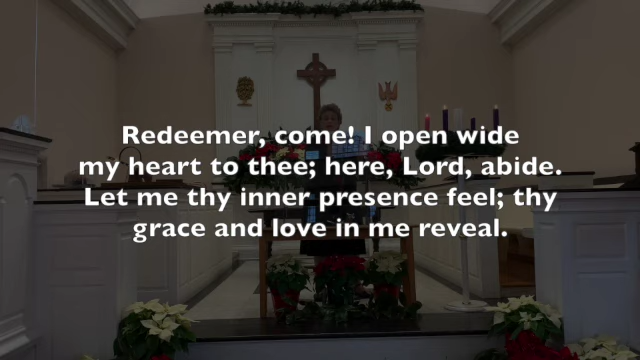 Redeemer, come! I open wide
my heart to thee; here, Lord, abide.
Let me thy inner presence feel; thy
grace and love in me reveal.